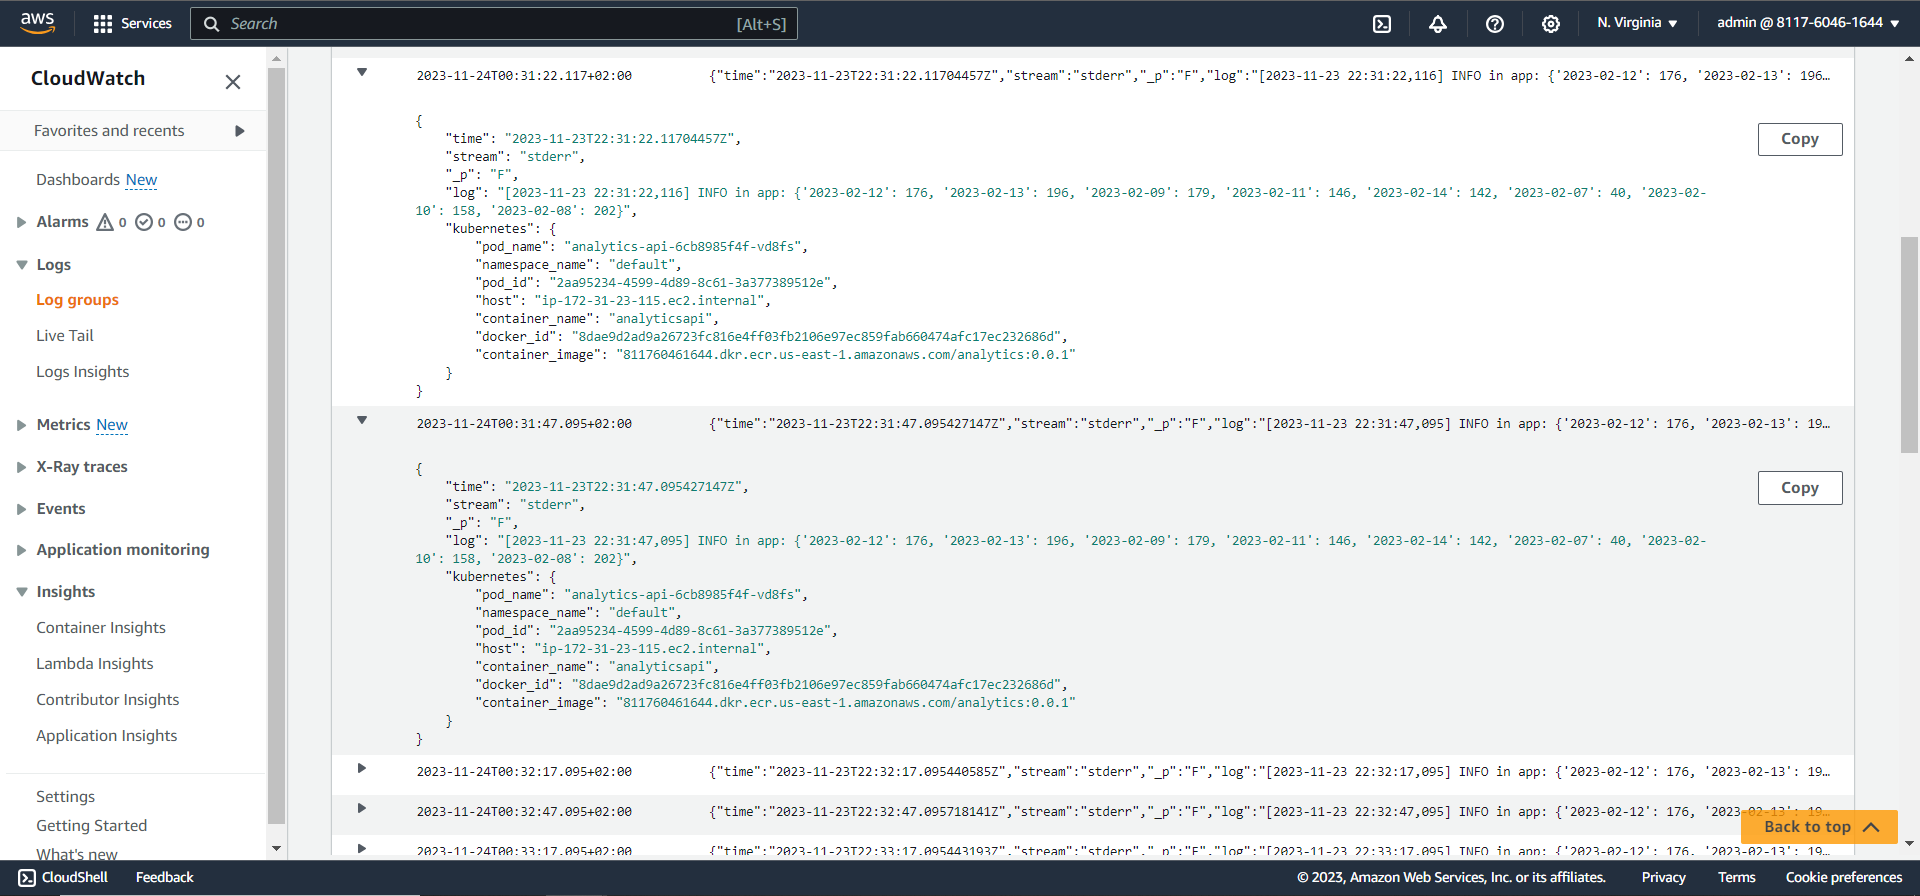 aws Services Search [Alt+S] N. Virginia admin @ 8117-6046-1644
CloudWatch
Favorites and recents
Dashboards New
Alarms 0 0 0
Logs
Log groups
Live Tail
Logs Insights
Metrics New
X-Ray traces
Events
Application monitoring
Insights
Container Insights
Lambda Insights
Contributor Insights
Application Insights
Settings
Getting Started
What's new
2023-11-24T00:31:22.117+02:00 {"time":"2023-11-23T22:31:22.11704457Z","stream":"stderr","_p":"F","log":"[2023-11-23 22:31:22,116] INFO in app: {'2023-02-12': 176, '2023-02-13': 196…
{
Copy
"time": "2023-11-23T22:31:22.11704457Z",
"stream": "stderr",
"_p": "F",
"log": "[2023-11-23 22:31:22,116] INFO in app: {'2023-02-12': 176, '2023-02-13': 196, '2023-02-09': 179, '2023-02-11': 146, '2023-02-14': 142, '2023-02-07': 40, '2023-02-
10': 158, '2023-02-08': 202}",
"kubernetes": {
"pod_name": "analytics-api-6cb8985f4f-vd8fs",
"namespace_name": "default",
"pod_id": "2aa95234-4599-4d89-8c61-3a377389512e",
"host": "ip-172-31-23-115.ec2.internal",
"container_name": "analyticsapi",
"docker_id": "8dae9d2ad9a26723fc816e4ff03fb2106e97ec859fab660474afc17ec232686d",
"container_image": "811760461644.dkr.ecr.us-east-1.amazonaws.com/analytics:0.0.1"
}
}
2023-11-24T00:31:47.095+02:00 {"time":"2023-11-23T22:31:47.095427147Z","stream":"stderr","_p":"F","log":"[2023-11-23 22:31:47,095] INFO in app: {'2023-02-12': 176, '2023-02-13': 19…
{
Copy
"time": "2023-11-23T22:31:47.095427147Z",
"stream": "stderr",
"_p": "F",
"log": "[2023-11-23 22:31:47,095] INFO in app: {'2023-02-12': 176, '2023-02-13': 196, '2023-02-09': 179, '2023-02-11': 146, '2023-02-14': 142, '2023-02-07': 40, '2023-02-
10': 158, '2023-02-08': 202}",
"kubernetes": {
"pod_name": "analytics-api-6cb8985f4f-vd8fs",
"namespace_name": "default",
"pod_id": "2aa95234-4599-4d89-8c61-3a377389512e",
"host": "ip-172-31-23-115.ec2.internal",
"container_name": "analyticsapi",
"docker_id": "8dae9d2ad9a26723fc816e4ff03fb2106e97ec859fab660474afc17ec232686d",
"container_image": "811760461644.dkr.ecr.us-east-1.amazonaws.com/analytics:0.0.1"
}
}
2023-11-24T00:32:17.095+02:00 {"time":"2023-11-23T22:32:17.095440585Z","stream":"stderr","_p":"F","log":"[2023-11-23 22:32:17,095] INFO in app: {'2023-02-12': 176, '2023-02-13': 19…
2023-11-24T00:32:47.095+02:00 {"time":"2023-11-23T22:32:47.095718141Z","stream":"stderr","_p":"F","log":"[2023-11-23 22:32:47,095] INFO in app: {'2023-02-12': 176, '2023-02-13': 19…
Back to top
2023-11-24T00:33:17.095+02:00 {"time":"2023-11-23T22:33:17.095443193Z","stream":"stderr","_p":"F","log":"[2023-11-23 22:33:17,095] INFO in app: {'2023-02-12': 176, '2023-02-13': 19…
CloudShell Feedback © 2023, Amazon Web Services, Inc. or its affiliates. Privacy Terms Cookie preferences